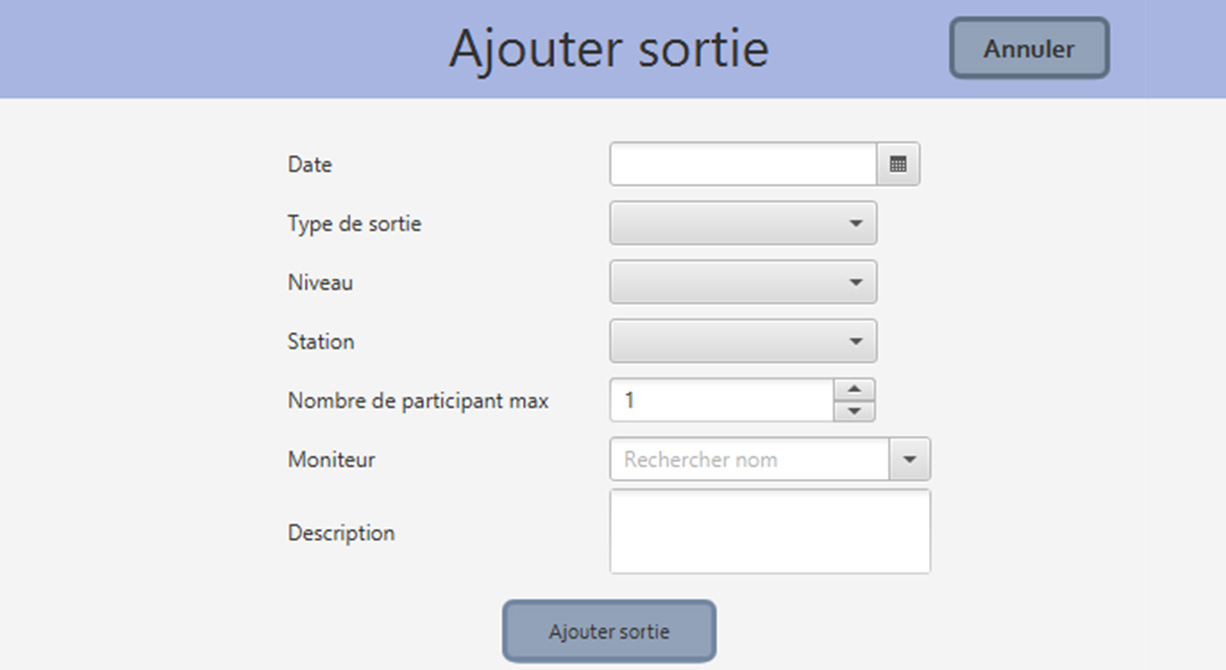 Ajouter sortie
Annuler
Date
Type de sortie
Niveau
Station
Nombre de participant max
1
Moniteur
Rechercher nom
Description
Ajouter sortie